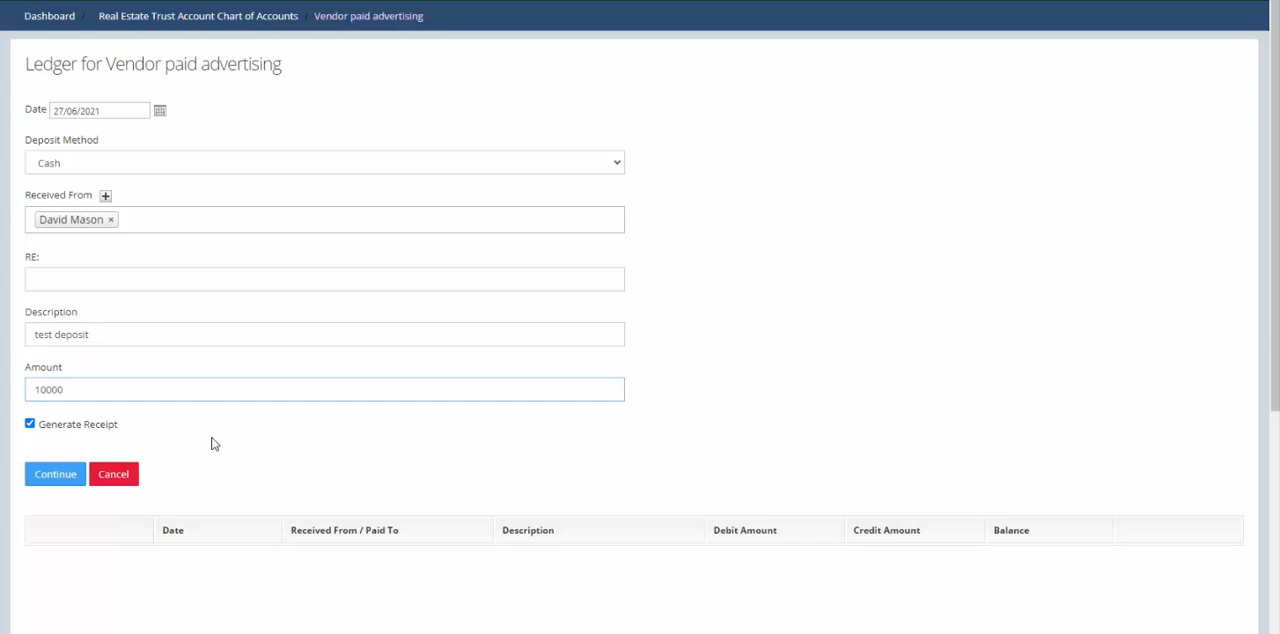 Dashboard / Real Estate Trust Account Chart of Accounts / Vendor paid advertising
Ledger for Vendor paid advertising
Date 27/06/2021
Deposit Method
Cash
Received From +
David Mason ×
RE:
Description
test deposit
Amount
10000
Generate Receipt
Continue Cancel
Date Received From / Paid To Description Debit Amount Credit Amount Balance